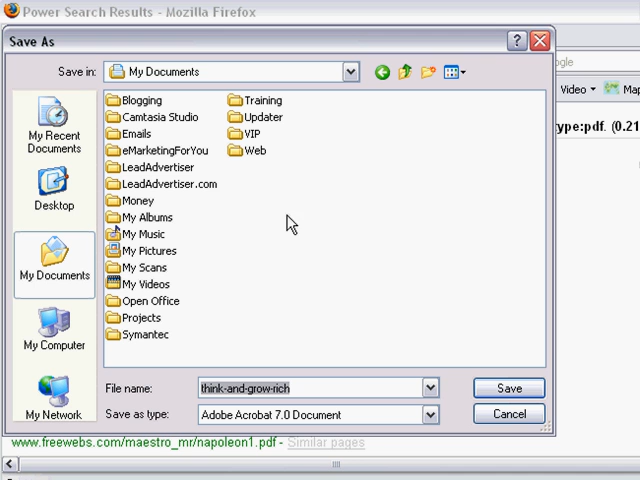 Power Search Results - Mozilla Firefox
Save As
Save in: My Documents
ogle
Video
Map
ype:pdf. (0.21
My Recent
Documents
Desktop
My Documents
My Computer
My Network
Blogging
Camtasia Studio
Emails
eMarketingForYou
LeadAdvertiser
LeadAdvertiser.com
Money
My Albums
My Music
My Pictures
My Scans
My Videos
Open Office
Projects
Symantec
Training
Updater
VIP
Web
File name: think-and-grow-rich Save
Save as type: Adobe Acrobat 7.0 Document Cancel
www.freewebs.com/maestro_mr/napoleon1.pdf - Similar pages